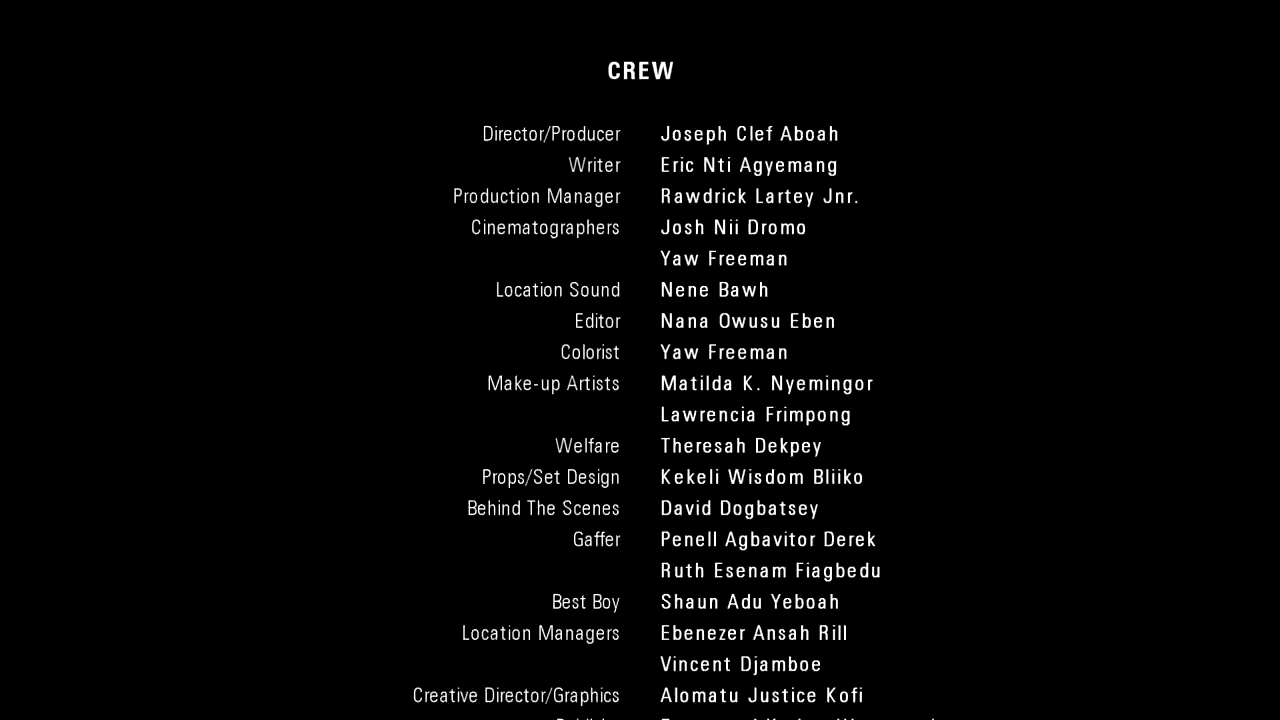 CREW
Director/Producer Joseph Clef Aboah
Writer Eric Nti Agyemang
Production Manager Rawdrick Lartey Jnr.
Cinematographers Josh Nii Dromo
Yaw Freeman
Location Sound Nene Bawh
Editor Nana Owusu Eben
Colorist Yaw Freeman
Make-up Artists Matilda K. Nyemingor
Lawrencia Frimpong
Welfare Theresah Dekpey
Props/Set Design Kekeli Wisdom Bliiko
Behind The Scenes David Dogbatsey
Gaffer Penell Agbavitor Derek
Ruth Esenam Fiagbedu
Best Boy Shaun Adu Yeboah
Location Managers Ebenezer Ansah Rill
Vincent Djamboe
Creative Director/Graphics Alomatu Justice Kofi